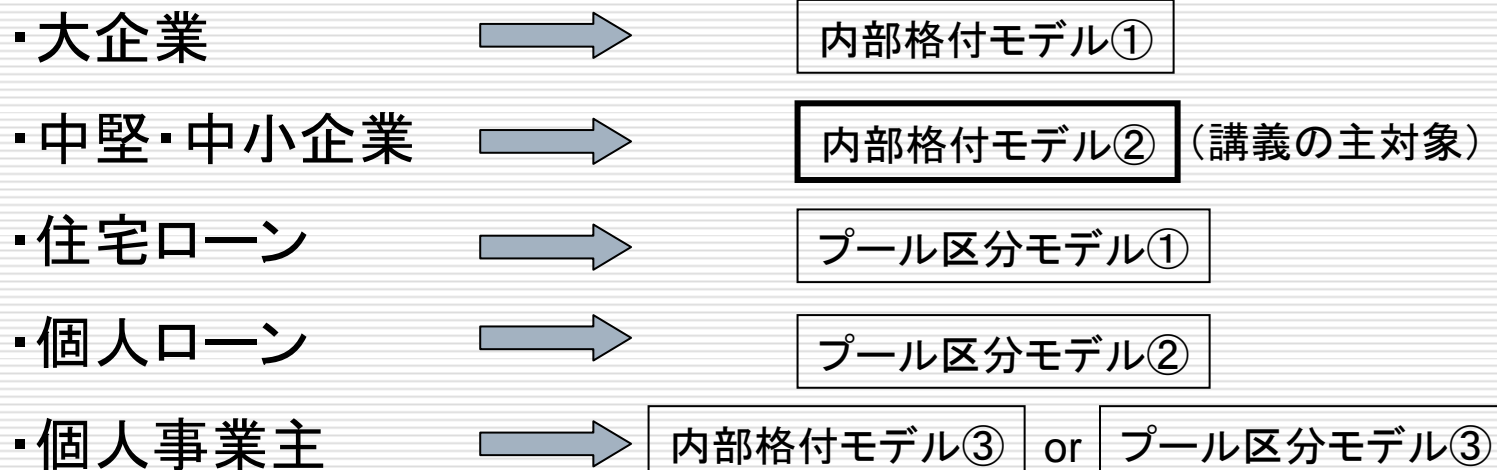 ・大企業 内部格付モデル①
・中堅・中小企業 内部格付モデル② (講義の主対象)
・住宅ローン プール区分モデル①
・個人ローン プール区分モデル②
・個人事業主 内部格付モデル③ or プール区分モデル③